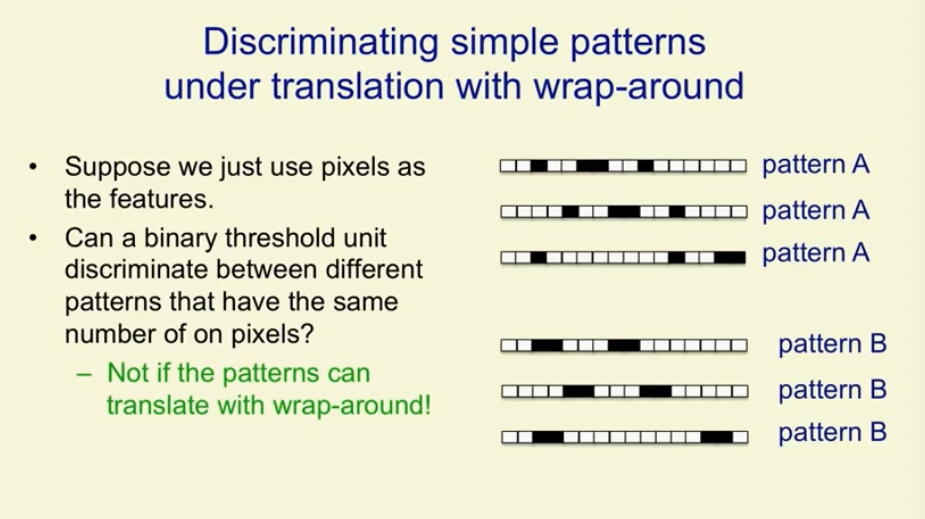 Discriminating simple patterns
under translation with wrap-around
• Suppose we just use pixels as
the features.
• Can a binary threshold unit
discriminate between different
patterns that have the same
number of on pixels?
– Not if the patterns can
translate with wrap-around!
pattern A
pattern A
pattern A
pattern B
pattern B
pattern B